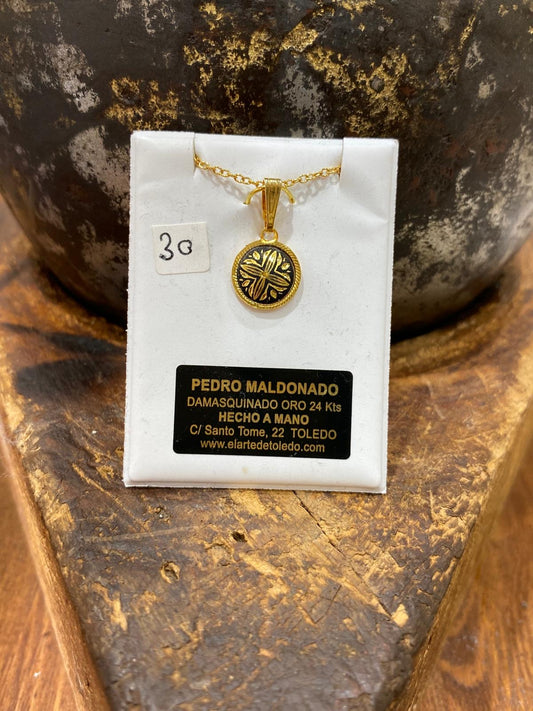 30
PEDRO MALDONADO
DAMASQUINADO ORO 24 Kts
HECHO A MANO
C/ Santo Tome, 22 TOLEDO
www.elartedetoledo.com